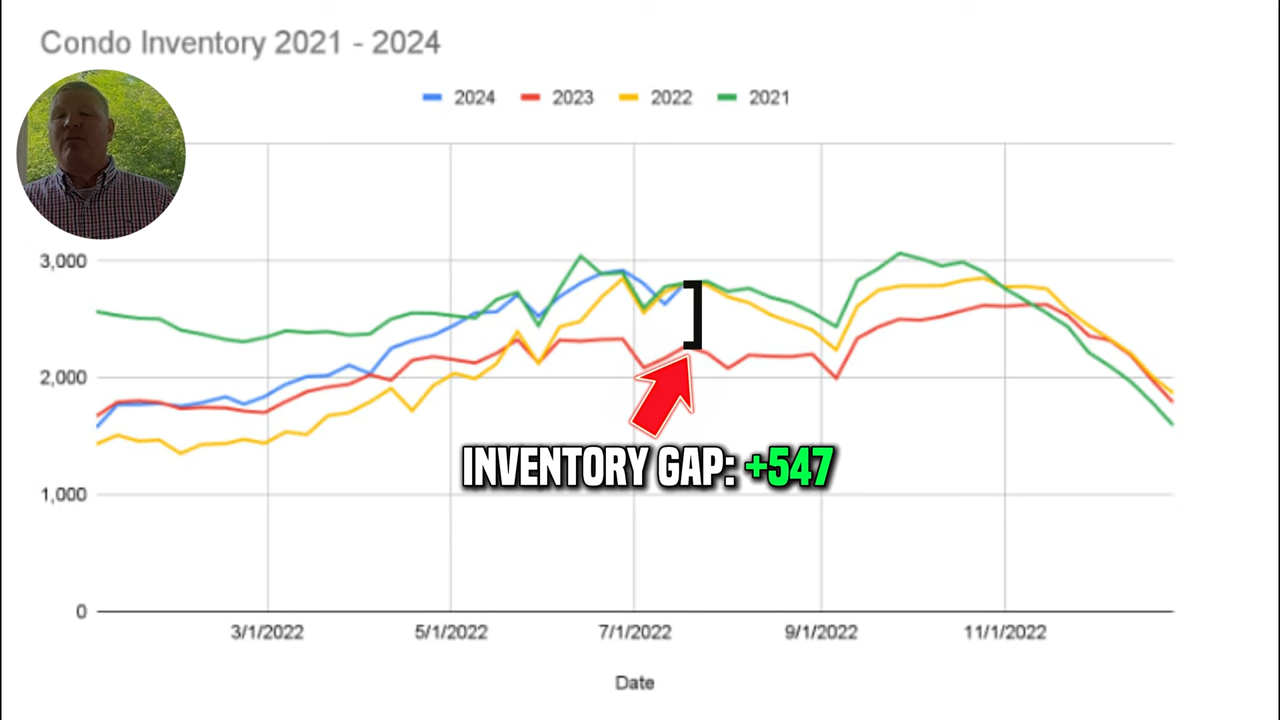 Condo Inventory 2021 - 2024
2024 2023 2022 2021
3,000
2,000
INVENTORY GAP: +547
1,000
0
3/1/2022 5/1/2022 7/1/2022 9/1/2022 11/1/2022
Date